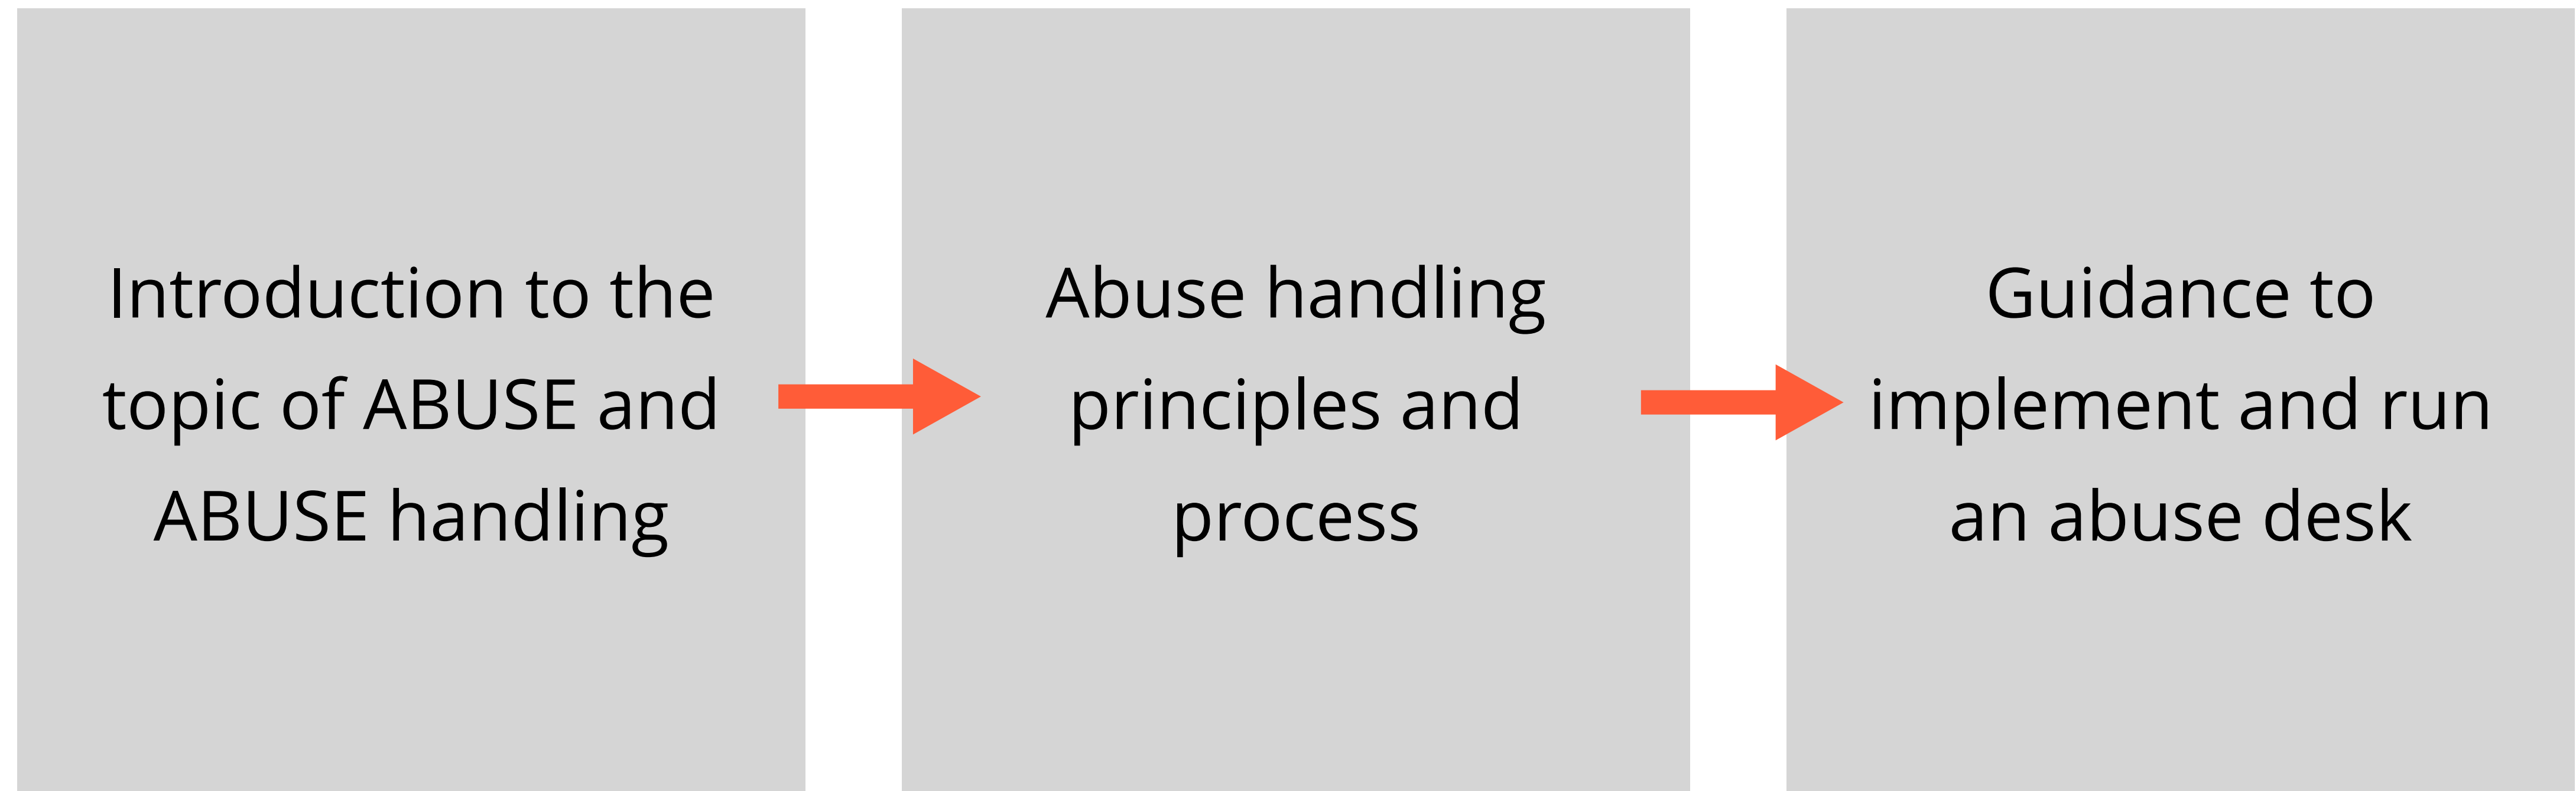 Introduction to the
topic of ABUSE and
ABUSE handling
Abuse handling
principles and
process
Guidance to
implement and run
an abuse desk